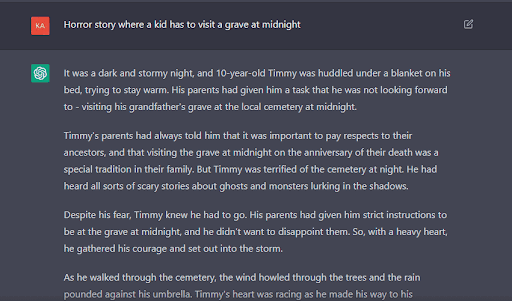 KA
Horror story where a kid has to visit a grave at midnight
It was a dark and stormy night, and 10-year-old Timmy was huddled under a blanket on his
bed, trying to stay warm. His parents had given him a task that he was not looking forward
to - visiting his grandfather's grave at the local cemetery at midnight.
Timmy's parents had always told him that it was important to pay respects to their
ancestors, and that visiting the grave at midnight on the anniversary of their death was a
special tradition in their family. But Timmy was terrified of the cemetery at night. He had
heard all sorts of scary stories about ghosts and monsters lurking in the shadows.
Despite his fear, Timmy knew he had to go. His parents had given him strict instructions to
be at the grave at midnight, and he didn't want to disappoint them. So, with a heavy heart,
he gathered his courage and set out into the storm.
As he walked through the cemetery, the wind howled through the trees and the rain
pounded against his umbrella. Timmy's heart was racing as he made his way to his